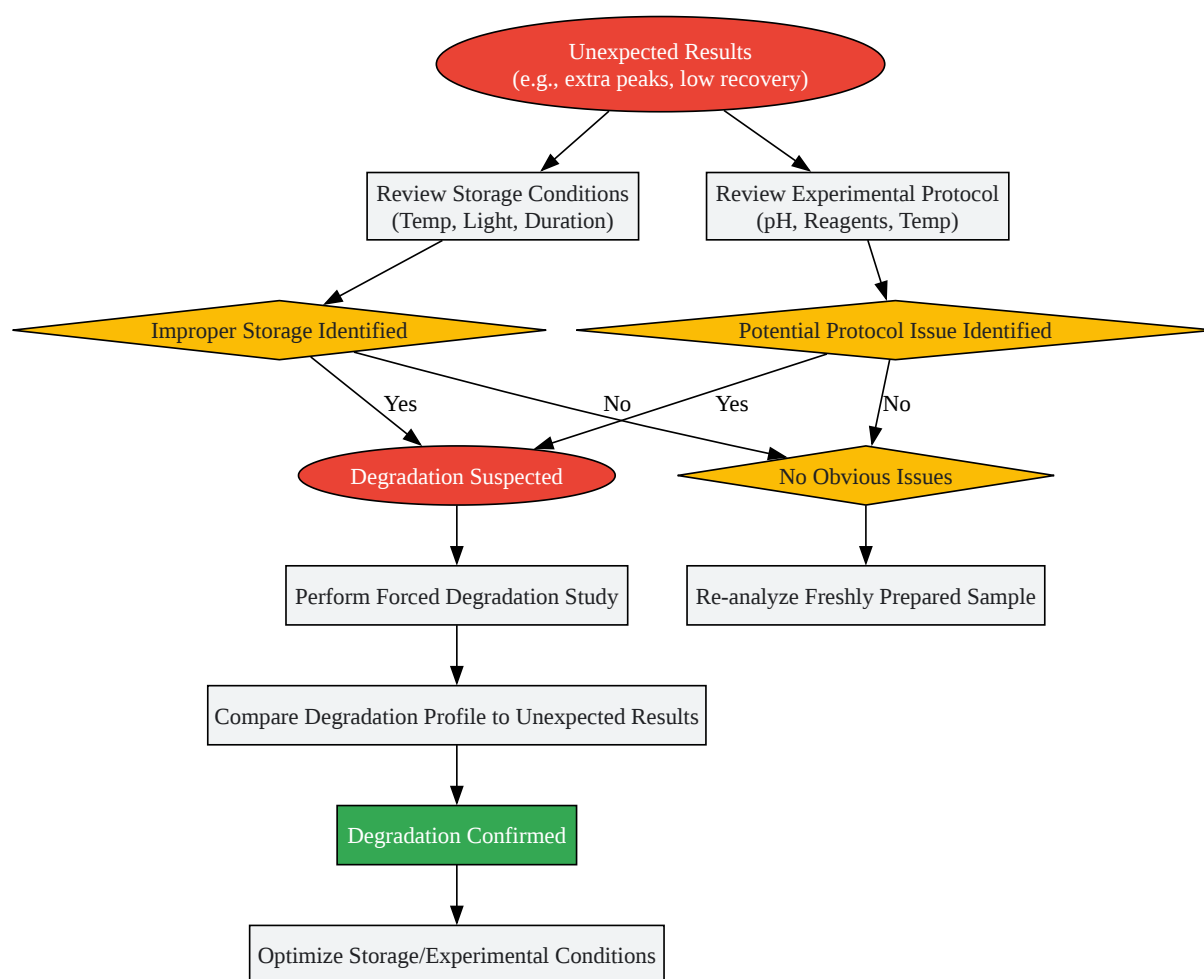 Unexpected Results
(e.g., extra peaks, low recovery)
Review Storage Conditions
(Temp, Light, Duration)
Review Experimental Protocol
(pH, Reagents, Temp)
Improper Storage Identified
Potential Protocol Issue Identified
Yes
No
Yes
No
Degradation Suspected
No Obvious Issues
Perform Forced Degradation Study
Re-analyze Freshly Prepared Sample
Compare Degradation Profile to Unexpected Results
Degradation Confirmed
Optimize Storage/Experimental Conditions